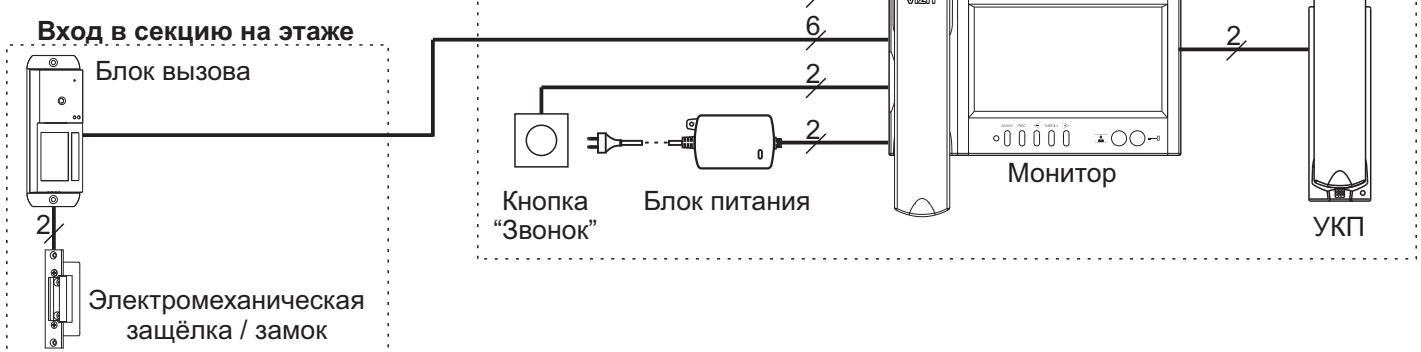 Вход в секцию на этаже
Блок вызова
2
Электромеханическая
защёлка / замок
6
2
2
2
Кнопка
“Звонок”
Блок питания
Монитор
MENU
УКП